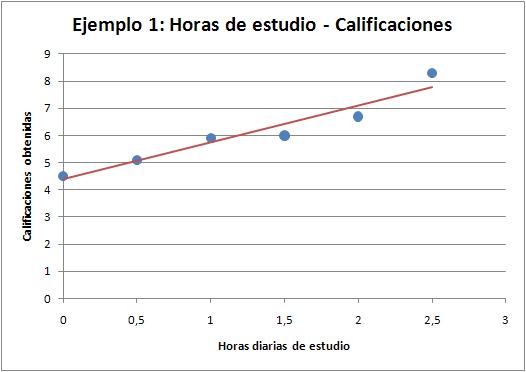 Ejemplo 1: Horas de estudio - Calificaciones
Calificaciones obtenidas
9
8
7
6
5
4
3
2
1
0
0 0,5 1 1,5 2 2,5 3
Horas diarias de estudio